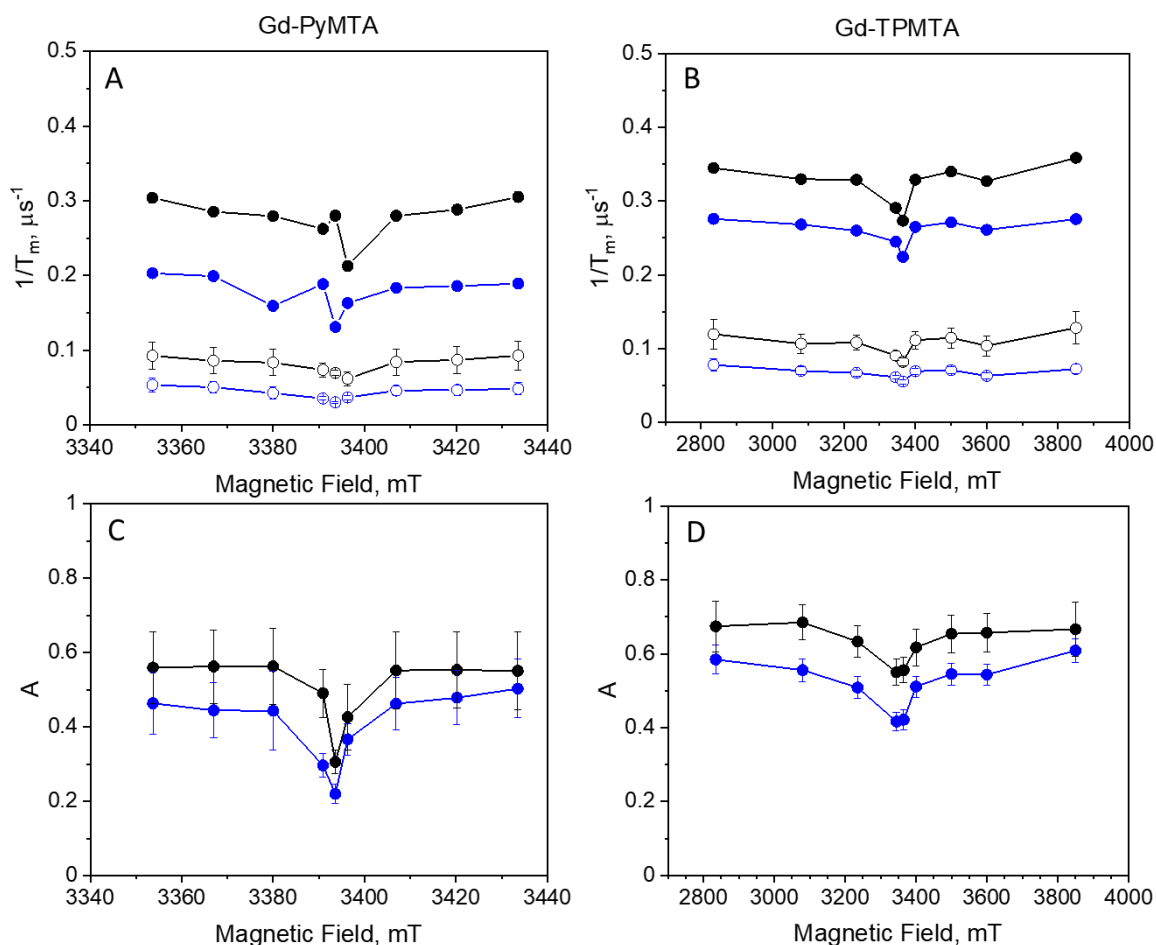 Gd-PyMTA
Gd-TPMTA
A
0.5
0.4
0.3
0.2
0.1
0
1/Tm, μs-1
3340 3360 3380 3400 3420 3440
Magnetic Field, mT
B
0.5
0.4
0.3
0.2
0.1
0
1/Tm, μs-1
2800 3000 3200 3400 3600 3800 4000
Magnetic Field, mT
C
1
0.8
0.6
0.4
0.2
0
A
3340 3360 3380 3400 3420 3440
Magnetic Field, mT
D
1
0.8
0.6
0.4
0.2
0
A
2800 3000 3200 3400 3600 3800 4000
Magnetic Field, mT